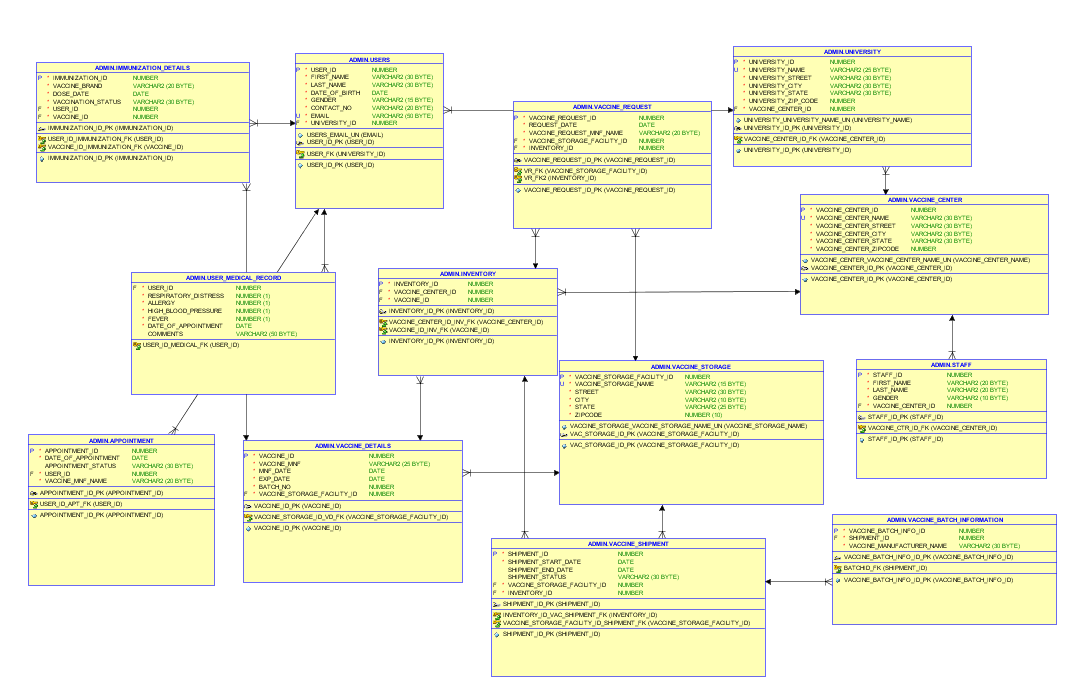 ADMIN.IMMUNIZATION_DETAILS
P * IMMUNIZATION_ID NUMBER
* VACCINE_BRAND VARCHAR2 (20 BYTE)
* DOSE_DATE DATE
* VACCINATION_STATUS VARCHAR2 (30 BYTE)
F * USER_ID NUMBER
F * VACCINE_ID NUMBER
IMMUNIZATION_ID_PK (IMMUNIZATION_ID)
USER_ID_IMMUNIZATION_FK (USER_ID)
VACCINE_ID_IMMUNIZATION_FK (VACCINE_ID)
IMMUNIZATION_ID_PK (IMMUNIZATION_ID)
ADMIN.USERS
P * USER_ID NUMBER
* FIRST_NAME VARCHAR2 (30 BYTE)
* LAST_NAME VARCHAR2 (30 BYTE)
* DATE_OF_BIRTH DATE
* GENDER VARCHAR2 (15 BYTE)
* CONTACT_NO VARCHAR2 (20 BYTE)
U * EMAIL VARCHAR2 (50 BYTE)
F * UNIVERSITY_ID NUMBER
USERS_EMAIL_UN (EMAIL)
USER_ID_PK (USER_ID)
USER_FK (UNIVERSITY_ID)
USER_ID_PK (USER_ID)
ADMIN.VACCINE_REQUEST
P * VACCINE_REQUEST_ID NUMBER
* REQUEST_DATE DATE
* VACCINE_REQUEST_MNF_NAME VARCHAR2 (20 BYTE)
F * VACCINE_STORAGE_FACILITY_ID NUMBER
F * INVENTORY_ID NUMBER
VACCINE_REQUEST_ID_PK (VACCINE_REQUEST_ID)
VR_FK (VACCINE_STORAGE_FACILITY_ID)
VR_FK2 (INVENTORY_ID)
VACCINE_REQUEST_ID_PK (VACCINE_REQUEST_ID)
ADMIN.UNIVERSITY
P * UNIVERSITY_ID NUMBER
U * UNIVERSITY_NAME VARCHAR2 (25 BYTE)
* UNIVERSITY_STREET VARCHAR2 (30 BYTE)
* UNIVERSITY_CITY VARCHAR2 (30 BYTE)
* UNIVERSITY_STATE VARCHAR2 (30 BYTE)
* UNIVERSITY_ZIP_CODE NUMBER
F * VACCINE_CENTER_ID NUMBER
UNIVERSITY_UNIVERSITY_NAME_UN (UNIVERSITY_NAME)
UNIVERSITY_ID_PK (UNIVERSITY_ID)
VACCINE_CENTER_ID_FK (VACCINE_CENTER_ID)
UNIVERSITY_ID_PK (UNIVERSITY_ID)
ADMIN.VACCINE_CENTER
P * VACCINE_CENTER_ID NUMBER
U * VACCINE_CENTER_NAME VARCHAR2 (30 BYTE)
* VACCINE_CENTER_STREET VARCHAR2 (30 BYTE)
* VACCINE_CENTER_CITY VARCHAR2 (30 BYTE)
* VACCINE_CENTER_STATE VARCHAR2 (30 BYTE)
* VACCINE_CENTER_ZIPCODE NUMBER
VACCINE_CENTER_VACCINE_CENTER_NAME_UN (VACCINE_CENTER_NAME)
VACCINE_CENTER_ID_PK (VACCINE_CENTER_ID)
VACCINE_CENTER_ID_PK (VACCINE_CENTER_ID)
ADMIN.USER_MEDICAL_RECORD
F * USER_ID NUMBER
* RESPIRATORY_DISTRESS NUMBER (1)
* ALLERGY NUMBER (1)
* HIGH_BLOOD_PRESSURE NUMBER (1)
* FEVER NUMBER (1)
* DATE_OF_APPOINTMENT DATE
COMMENTS VARCHAR2 (50 BYTE)
USER_ID_MEDICAL_FK (USER_ID)
ADMIN.INVENTORY
P * INVENTORY_ID NUMBER
F * VACCINE_CENTER_ID NUMBER
F * VACCINE_ID NUMBER
INVENTORY_ID_PK (INVENTORY_ID)
VACCINE_CENTER_ID_INV_FK (VACCINE_CENTER_ID)
VACCINE_ID_INV_FK (VACCINE_ID)
INVENTORY_ID_PK (INVENTORY_ID)
ADMIN.VACCINE_STORAGE
P * VACCINE_STORAGE_FACILITY_ID NUMBER
U * VACCINE_STORAGE_NAME VARCHAR2 (15 BYTE)
* STREET VARCHAR2 (30 BYTE)
* CITY VARCHAR2 (10 BYTE)
* STATE VARCHAR2 (25 BYTE)
* ZIPCODE NUMBER (10)
VACCINE_STORAGE_VACCINE_STORAGE_NAME_UN (VACCINE_STORAGE_NAME)
VAC_STORAGE_ID_PK (VACCINE_STORAGE_FACILITY_ID)
VAC_STORAGE_ID_PK (VACCINE_STORAGE_FACILITY_ID)
ADMIN.STAFF
P * STAFF_ID NUMBER
* FIRST_NAME VARCHAR2 (20 BYTE)
* LAST_NAME VARCHAR2 (20 BYTE)
* GENDER VARCHAR2 (10 BYTE)
F * VACCINE_CENTER_ID NUMBER
STAFF_ID_PK (STAFF_ID)
VACCINE_CTR_ID_FK (VACCINE_CENTER_ID)
STAFF_ID_PK (STAFF_ID)
ADMIN.APPOINTMENT
P * APPOINTMENT_ID NUMBER
* DATE_OF_APPOINTMENT DATE
APPOINTMENT_STATUS VARCHAR2 (30 BYTE)
F * USER_ID NUMBER
* VACCINE_MNF_NAME VARCHAR2 (20 BYTE)
APPOINTMENT_ID_PK (APPOINTMENT_ID)
USER_ID_APT_FK (USER_ID)
APPOINTMENT_ID_PK (APPOINTMENT_ID)
ADMIN.VACCINE_DETAILS
P * VACCINE_ID NUMBER
* VACCINE_MNF VARCHAR2 (25 BYTE)
* MNF_DATE DATE
* EXP_DATE DATE
* BATCH_NO NUMBER
F * VACCINE_STORAGE_FACILITY_ID NUMBER
VACCINE_ID_PK (VACCINE_ID)
VACCINE_STORAGE_ID_VD_FK (VACCINE_STORAGE_FACILITY_ID)
VACCINE_ID_PK (VACCINE_ID)
ADMIN.VACCINE_SHIPMENT
P * SHIPMENT_ID NUMBER
* SHIPMENT_START_DATE DATE
SHIPMENT_END_DATE DATE
SHIPMENT_STATUS VARCHAR2 (30 BYTE)
F * VACCINE_STORAGE_FACILITY_ID NUMBER
F * INVENTORY_ID NUMBER
SHIPMENT_ID_PK (SHIPMENT_ID)
INVENTORY_ID_VAC_SHIPMENT_FK (INVENTORY_ID)
VACCINE_STORAGE_FACILITY_ID_SHIPMENT_FK (VACCINE_STORAGE_FACILITY_ID)
SHIPMENT_ID_PK (SHIPMENT_ID)
ADMIN.VACCINE_BATCH_INFORMATION
P * VACCINE_BATCH_INFO_ID NUMBER
F * SHIPMENT_ID NUMBER
* VACCINE_MANUFACTURER_NAME VARCHAR2 (30 BYTE)
VACCINE_BATCH_INFO_ID_PK (VACCINE_BATCH_INFO_ID)
BATCHID_FK (SHIPMENT_ID)
VACCINE_BATCH_INFO_ID_PK (VACCINE_BATCH_INFO_ID)